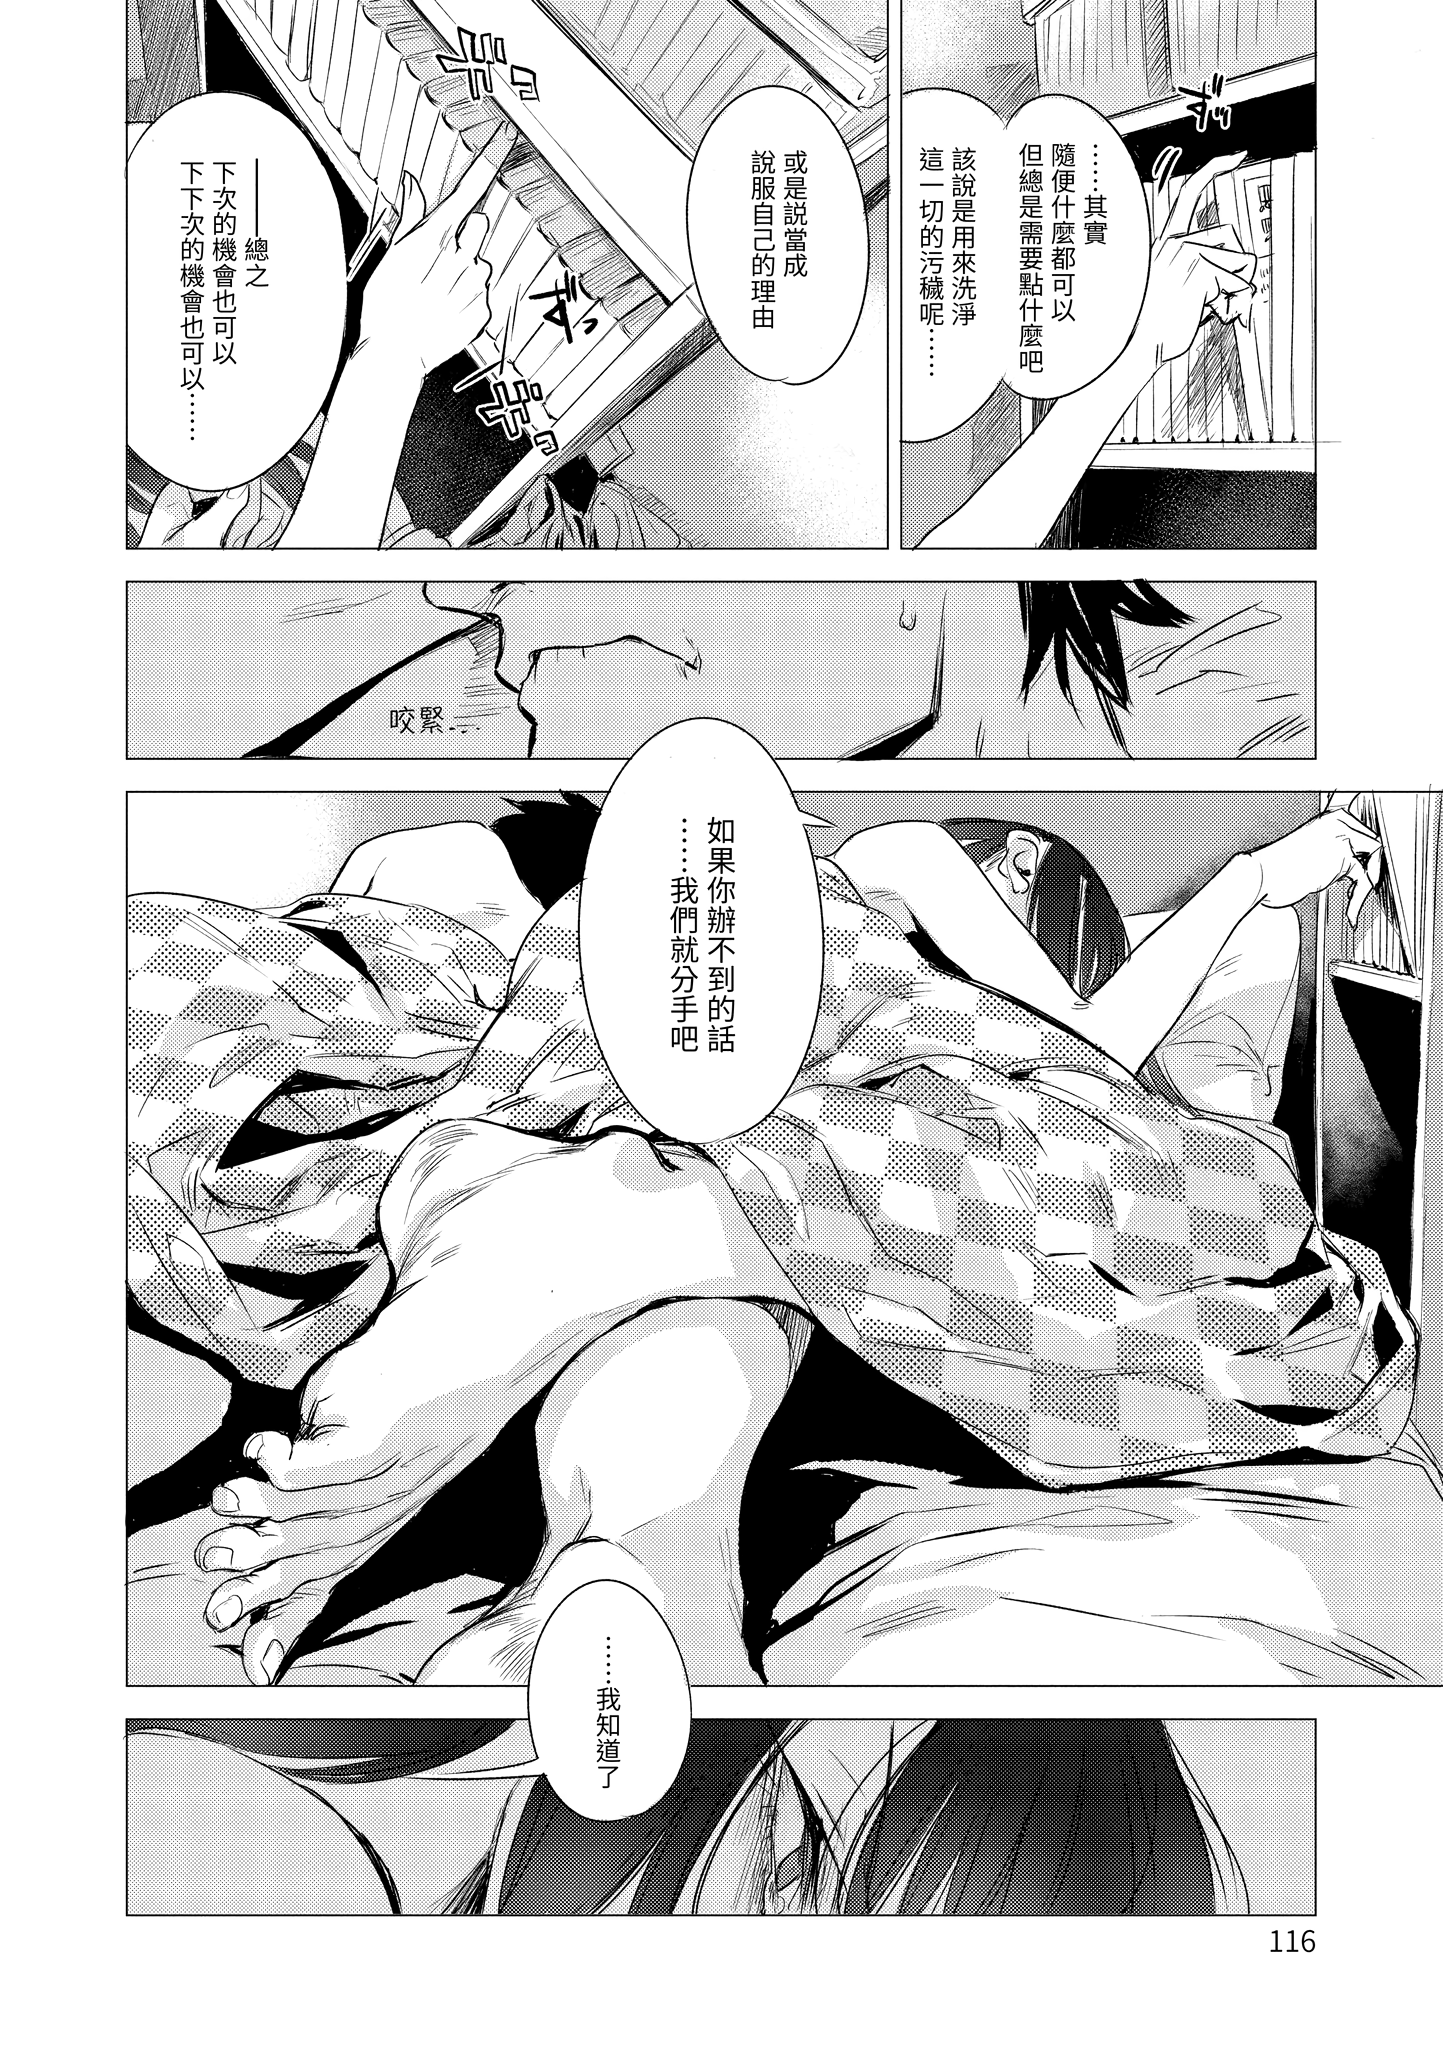 ……其實
隨便什麼都可以
但總是需要點什麼吧
該說是用來洗淨
這一切的污穢呢……
ず
或是説當成
說服自己的理由
——總之
下次的機會也可以
下下次的機會也可以……
咬緊……
如果你辦不到的話
……我們就分手吧
……我知道了
116